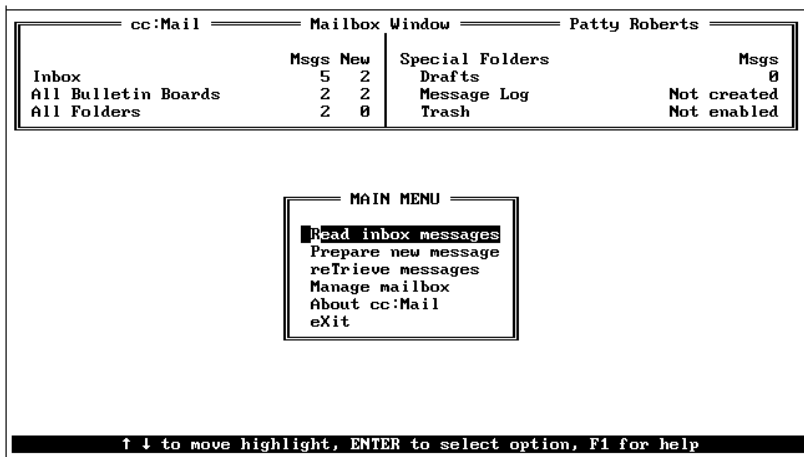 cc:Mail Mailbox Window Patty Roberts
Msgs New Special Folders Msgs
Inbox 5 2 Drafts 0
All Bulletin Boards 2 2 Message Log Not created
All Folders 2 0 Trash Not enabled
MAIN MENU
Read inbox messages
Prepare new message
reTrieve messages
Manage mailbox
About cc:Mail
eXit
↑ ↓ to move highlight, ENTER to select option, F1 for help